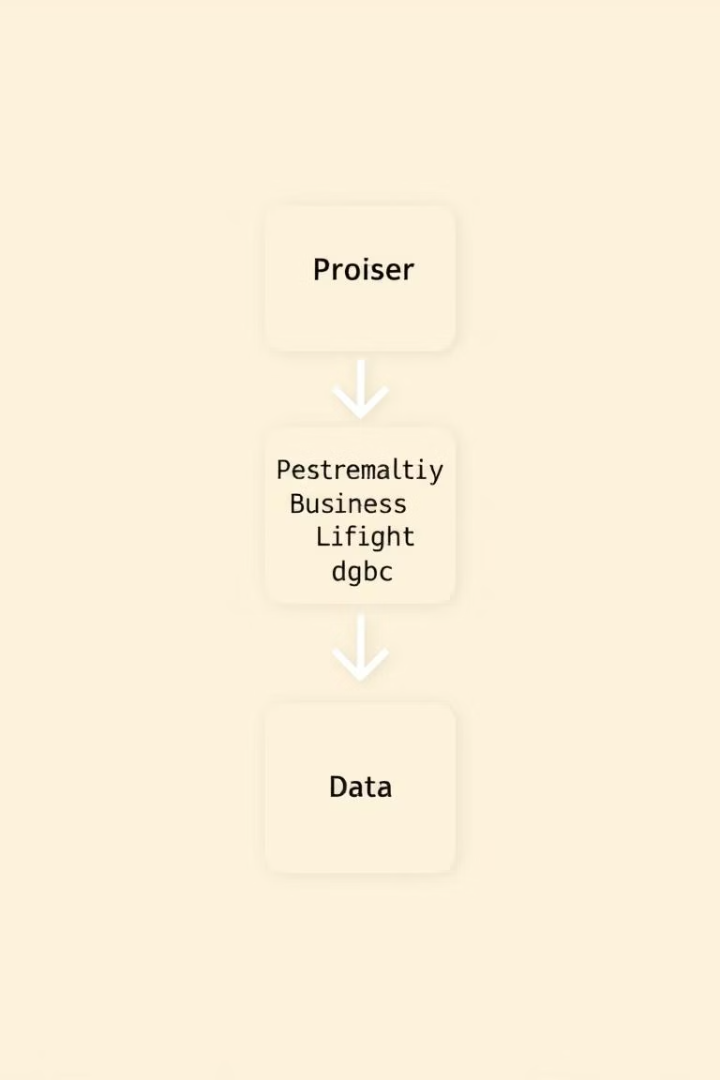 Proiser
Pestremaltiy
Business
Lifight
dgbc
Data